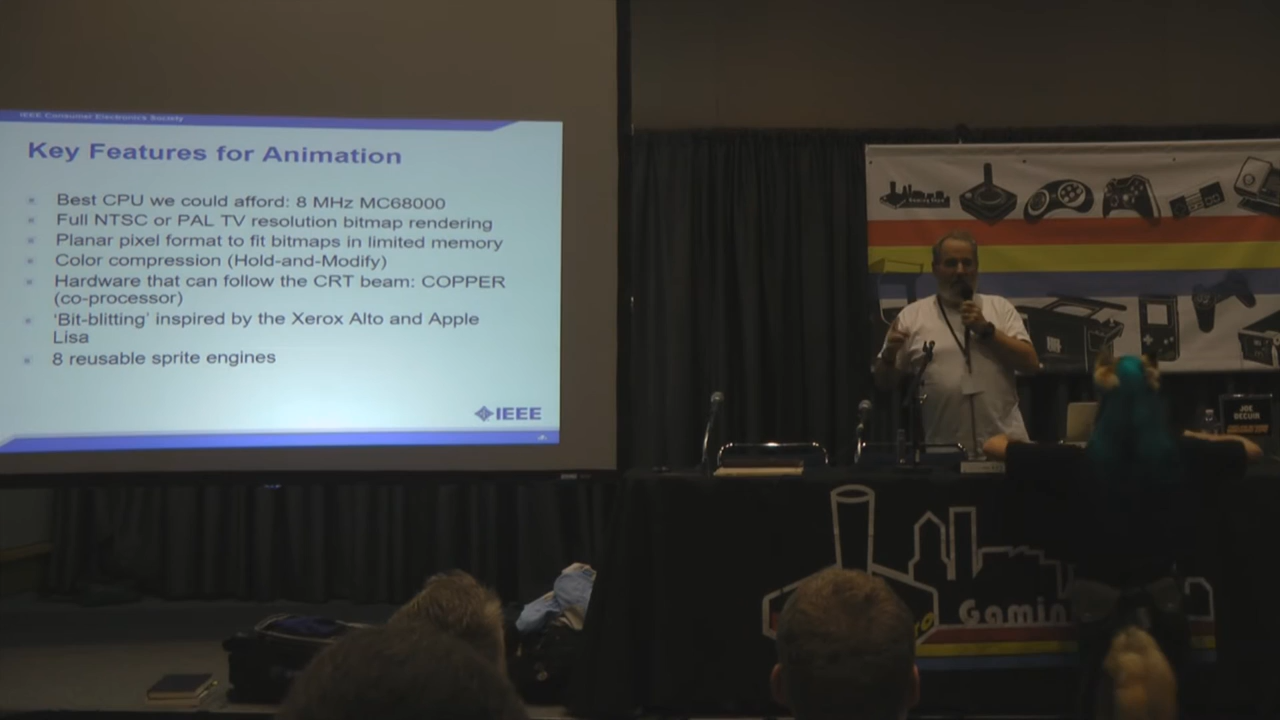 IEEE Consumer Electronics Society
Key Features for Animation
Best CPU we could afford: 8 MHz MC68000
Full NTSC or PAL TV resolution bitmap rendering
Planar pixel format to fit bitmaps in limited memory
Color compression (Hold-and-Modify)
Hardware that can follow the CRT beam: COPPER
(co-processor)
'Bit-blitting' inspired by the Xerox Alto and Apple
Lisa
8 reusable sprite engines
IEEE
JOE
DECUIR
Gamin